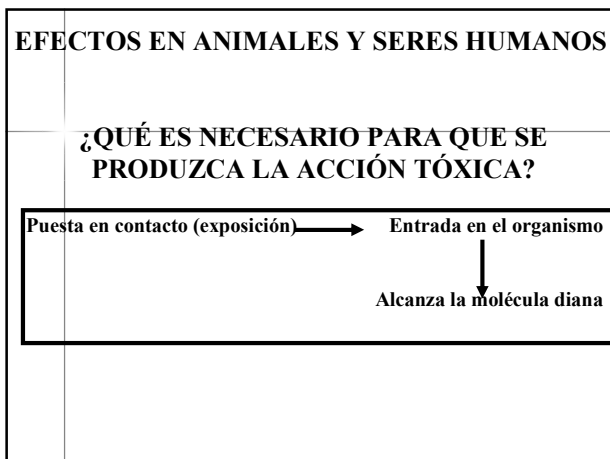 EFECTOS EN ANIMALES Y SERES HUMANOS
¿QUÉ ES NECESARIO PARA QUE SE
PRODUZCA LA ACCIÓN TÓXICA?
Puesta en contacto (exposición) Entrada en el organismo
Alcanza la molécula diana